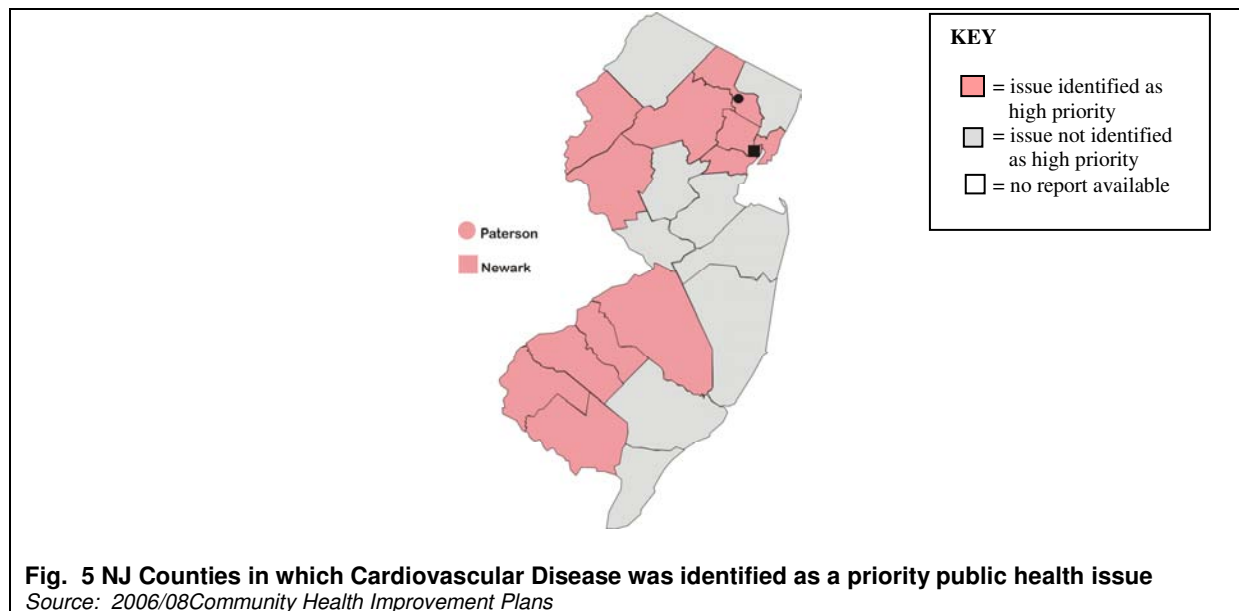 KEY
= issue identified as
high priority
= issue not identified
as high priority
= no report available
Paterson
Newark
Fig. 5 NJ Counties in which Cardiovascular Disease was identified as a priority public health issue
Source: 2006/08Community Health Improvement Plans